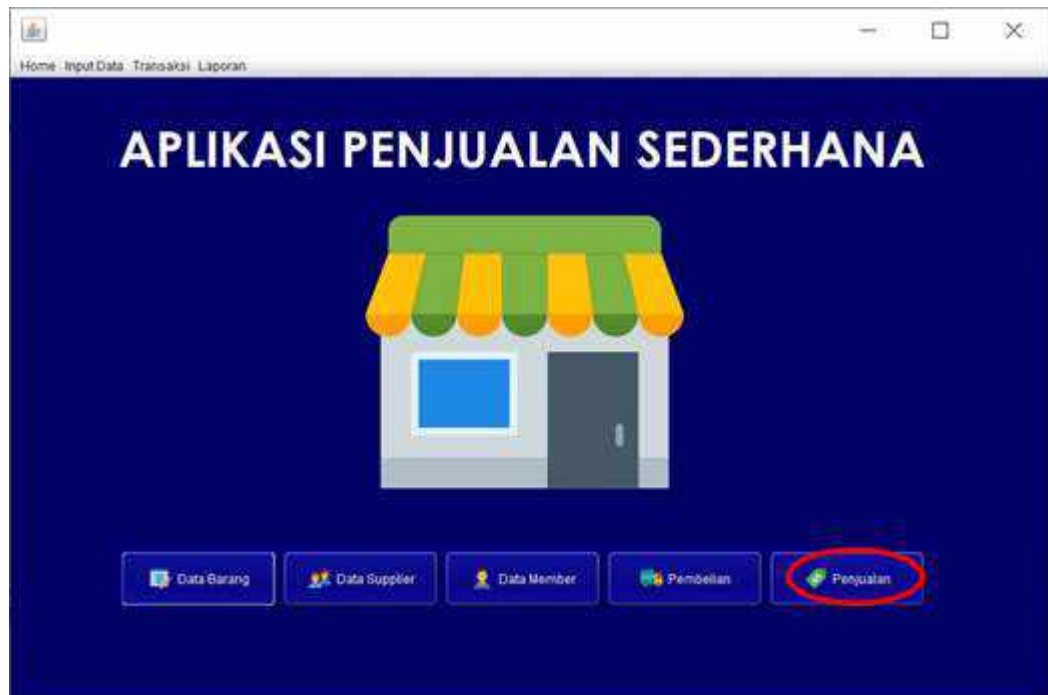 Home Input Data Transaksi Laporan
APLIKASI PENJUALAN SEDERHANA
Data Barang Data Supplier Data Member Pembelian Penjualan